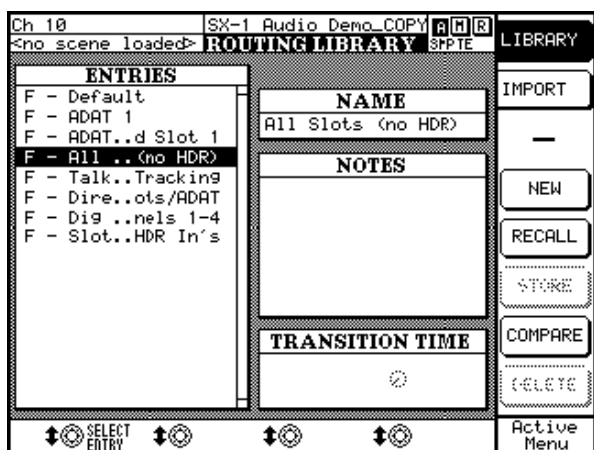 Ch 10
SX-1 Audio Demo_COPY
A M R
<no scene loaded>
ROUTING LIBRARY
SMPTE
ENTRIES
F - Default
F - ADAT 1
F - ADAT..d Slot 1
F - All ..(no HDR)
F - Talk..Tracking
F - Dire..ots/ADAT
F - Dig ..nels 1-4
F - Slot..HDR In's
NAME
All Slots (no HDR)
NOTES
TRANSITION TIME
SELECT
ENTRY
LIBRARY
IMPORT
—
NEW
RECALL
STORE
COMPARE
DELETE
Active
Menu